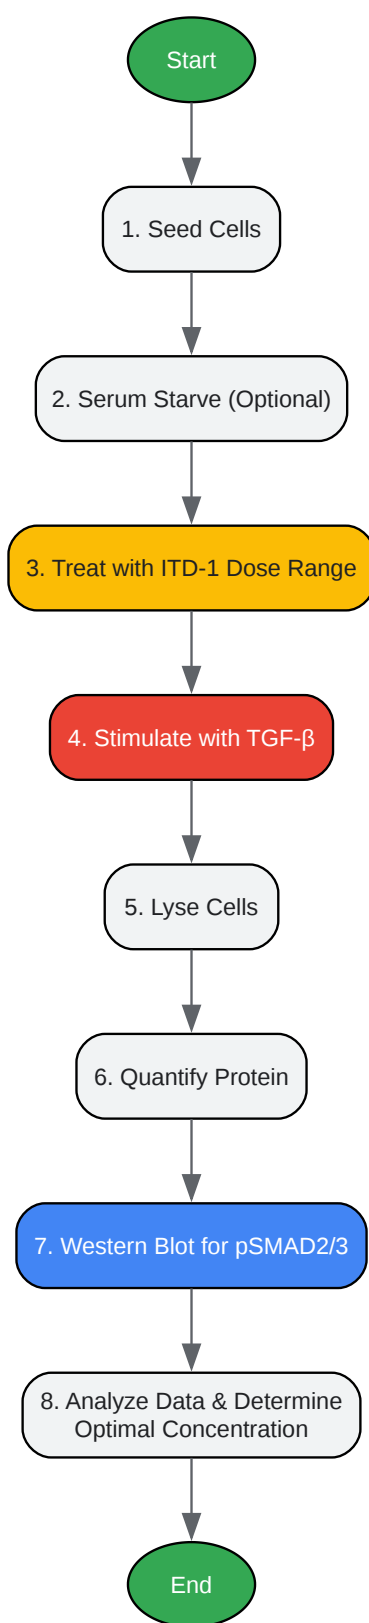 Start
1. Seed Cells
2. Serum Starve (Optional)
3. Treat with ITD-1 Dose Range
4. Stimulate with TGF-β
5. Lyse Cells
6. Quantify Protein
7. Western Blot for pSMAD2/3
8. Analyze Data & Determine
Optimal Concentration
End